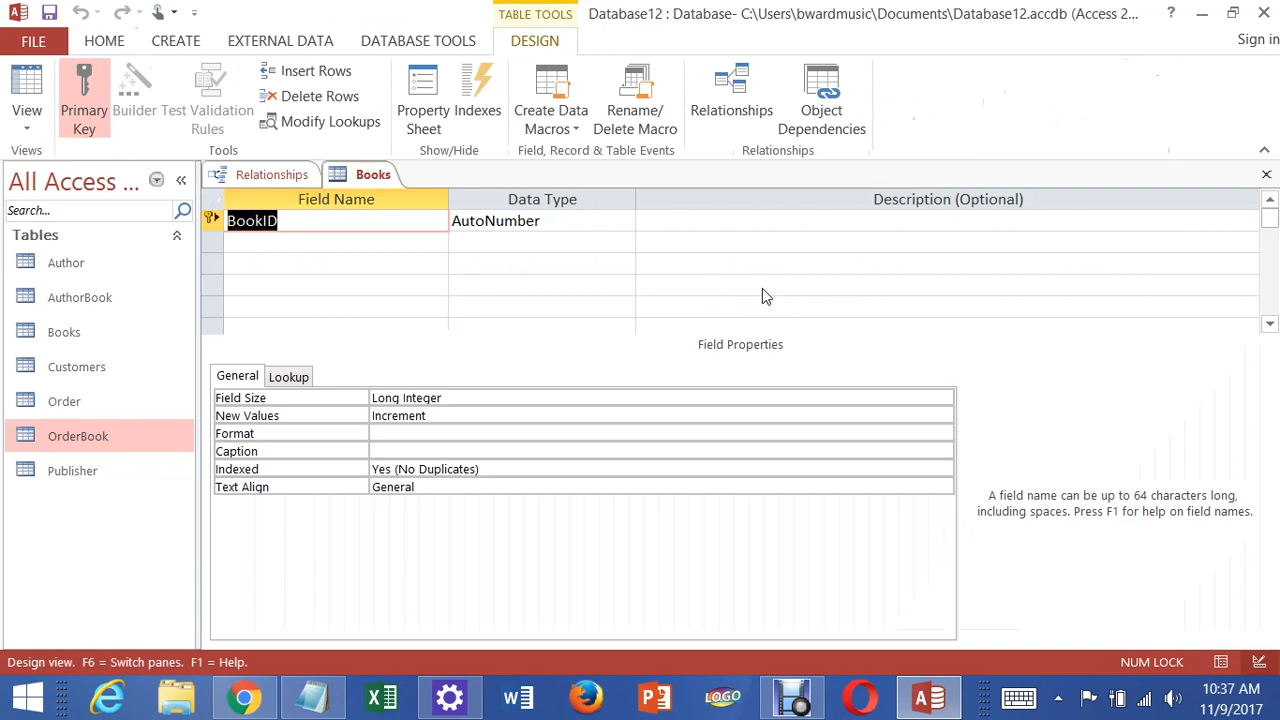 TABLE TOOLS
Database12 : Database- C:\Users\bwardmusic\Documents\Database12.accdb (Access 2...
?
FILE
HOME
CREATE
EXTERNAL DATA
DATABASE TOOLS
DESIGN
Sign in
View
Primary Key
Builder
Test Validation Rules
Insert Rows
Delete Rows
Modify Lookups
Property Sheet
Indexes
Create Data Macros
Rename/ Delete Macro
Relationships
Object Dependencies
Views
Tools
Show/Hide
Field, Record & Table Events
Relationships
All Access ...
Search...
Tables
Author
AuthorBook
Books
Customers
Order
OrderBook
Publisher
Relationships
Books
Field Name
Data Type
Description (Optional)
BookID
AutoNumber
Field Properties
General
Lookup
Field Size
Long Integer
New Values
Increment
Format
Caption
Indexed
Yes (No Duplicates)
Text Align
General
A field name can be up to 64 characters long,
including spaces. Press F1 for help on field names.
Design view. F6 = Switch panes. F1 = Help.
NUM LOCK
LOGO
10:37 AM
11/9/2017